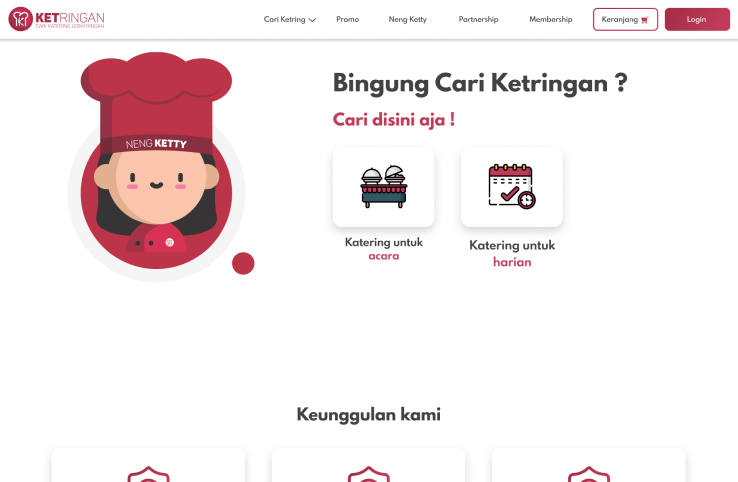 KETRINGAN
CARI KATERING LEBIH RINGAN
Cari Ketring
Promo
Neng Ketty
Partnership
Membership
Keranjang
Login
NENG KETTY
Bingung Cari Ketringan ?
Cari disini aja !
Katering untuk
acara
Katering untuk
harian
Keunggulan kami